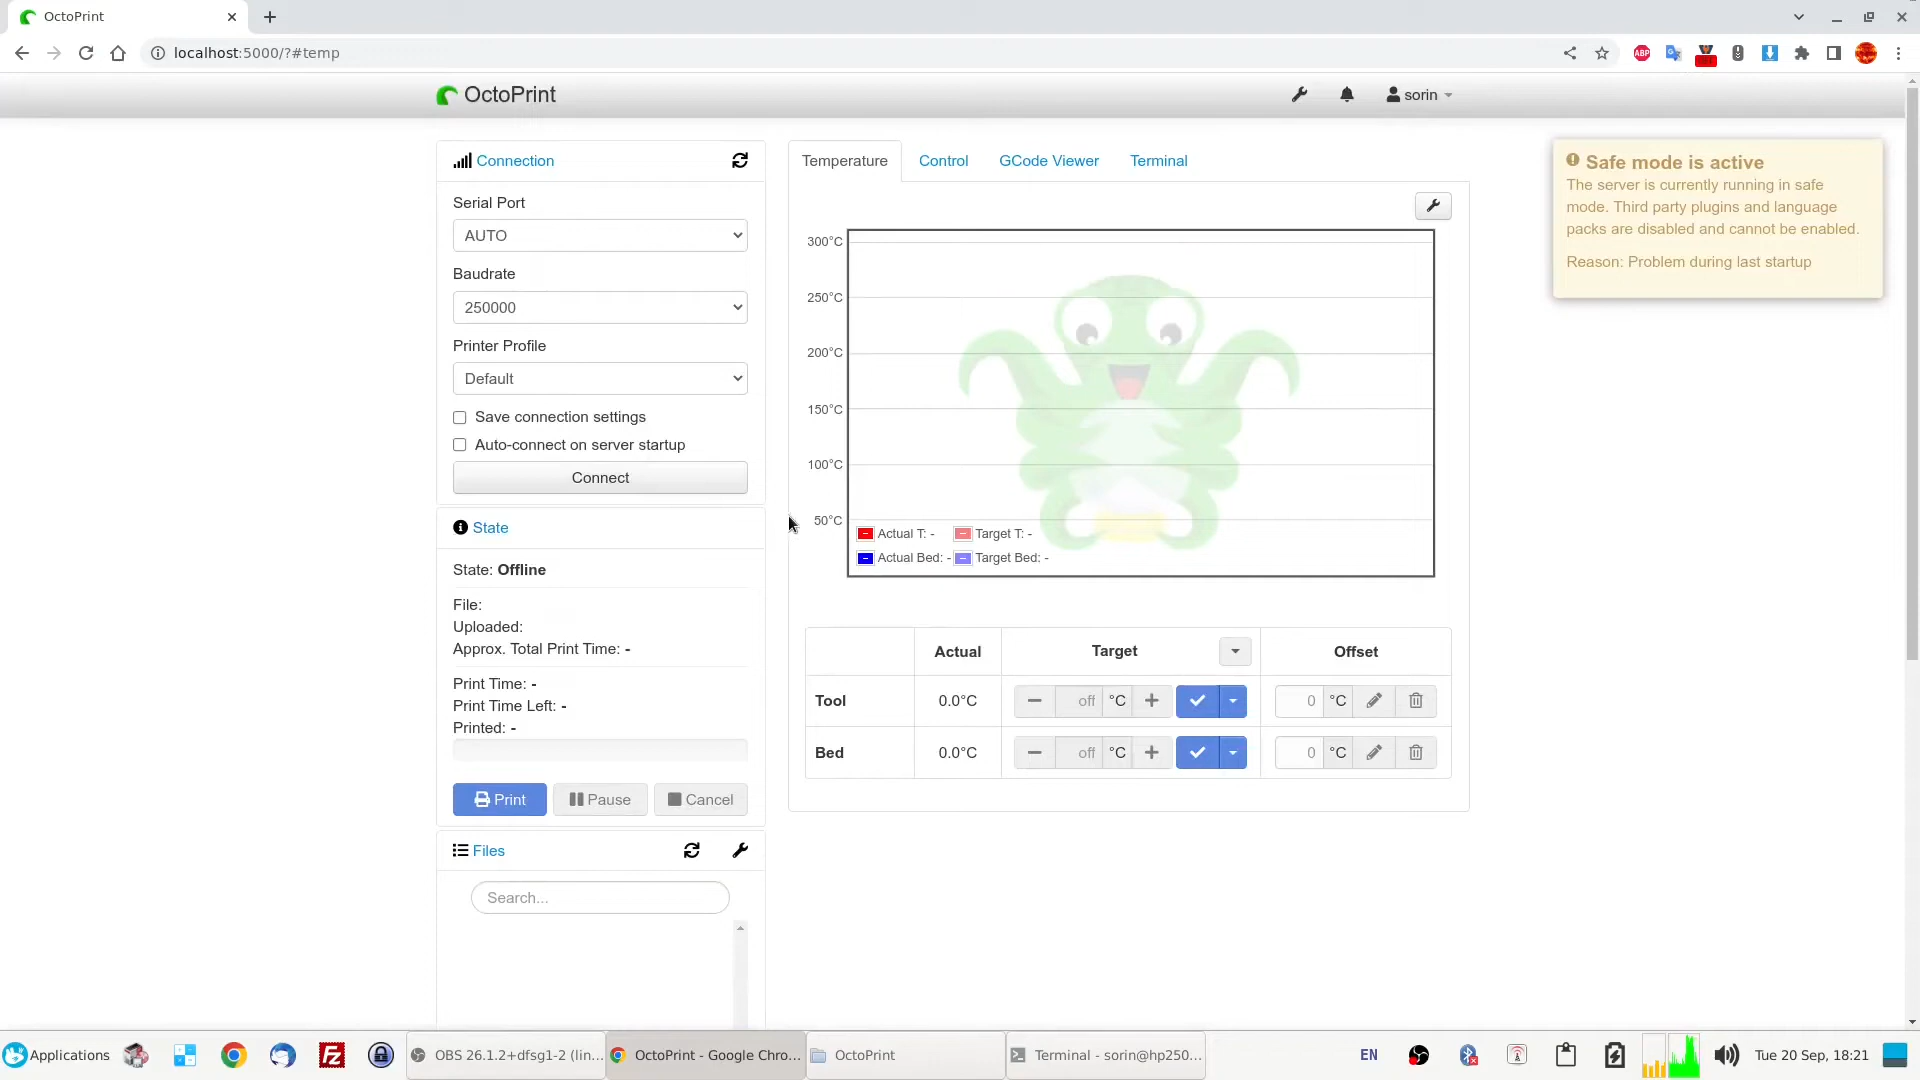 OctoPrint
localhost:5000/?#temp
ABP
OctoPrint
sorin
Connection
Serial Port
AUTO
Baudrate
250000
Printer Profile
Default
Save connection settings
Auto-connect on server startup
Connect
State
State: Offline
File:
Uploaded:
Approx. Total Print Time: -
Print Time: -
Print Time Left: -
Printed: -
Print Pause Cancel
Files
Search...
Temperature Control GCode Viewer Terminal
300°C
250°C
200°C
150°C
100°C
50°C
Actual T: - Target T: -
Actual Bed: - Target Bed: -
Actual Target Offset
Tool 0.0°C off °C 0 °C
Bed 0.0°C off °C 0 °C
Safe mode is active
The server is currently running in safe
mode. Third party plugins and language
packs are disabled and cannot be enabled.
Reason: Problem during last startup
Applications Fz OBS 26.1.2+dfsg1-2 (lin... OctoPrint - Google Chro... OctoPrint Terminal - sorin@hp250... EN Tue 20 Sep, 18:21